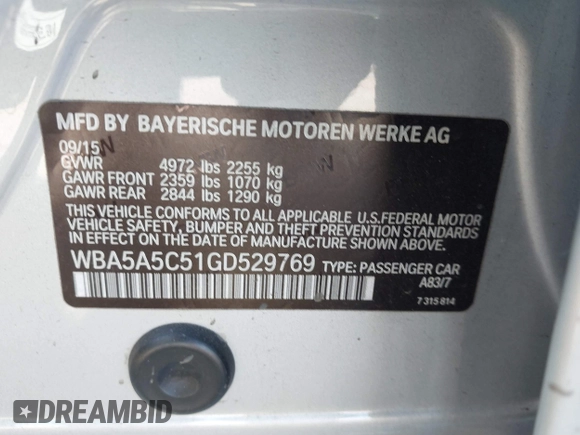 MFD BY BAYERISCHE MOTOREN WERKE AG
09/15
GVWR 4972 lbs 2255 kg
GAWR FRONT 2359 lbs 1070 kg
GAWR REAR 2844 lbs 1290 kg
THIS VEHICLE CONFORMS TO ALL APPLICABLE U.S.FEDERAL MOTOR
VEHICLE SAFETY, BUMPER AND THEFT PREVENTION STANDARDS
IN EFFECT ON THE DATE OF MANUFACTURE SHOWN ABOVE.
WBA5A5C51GD529769 TYPE: PASSENGER CAR
A83/7
7 315 814
DREAMBID